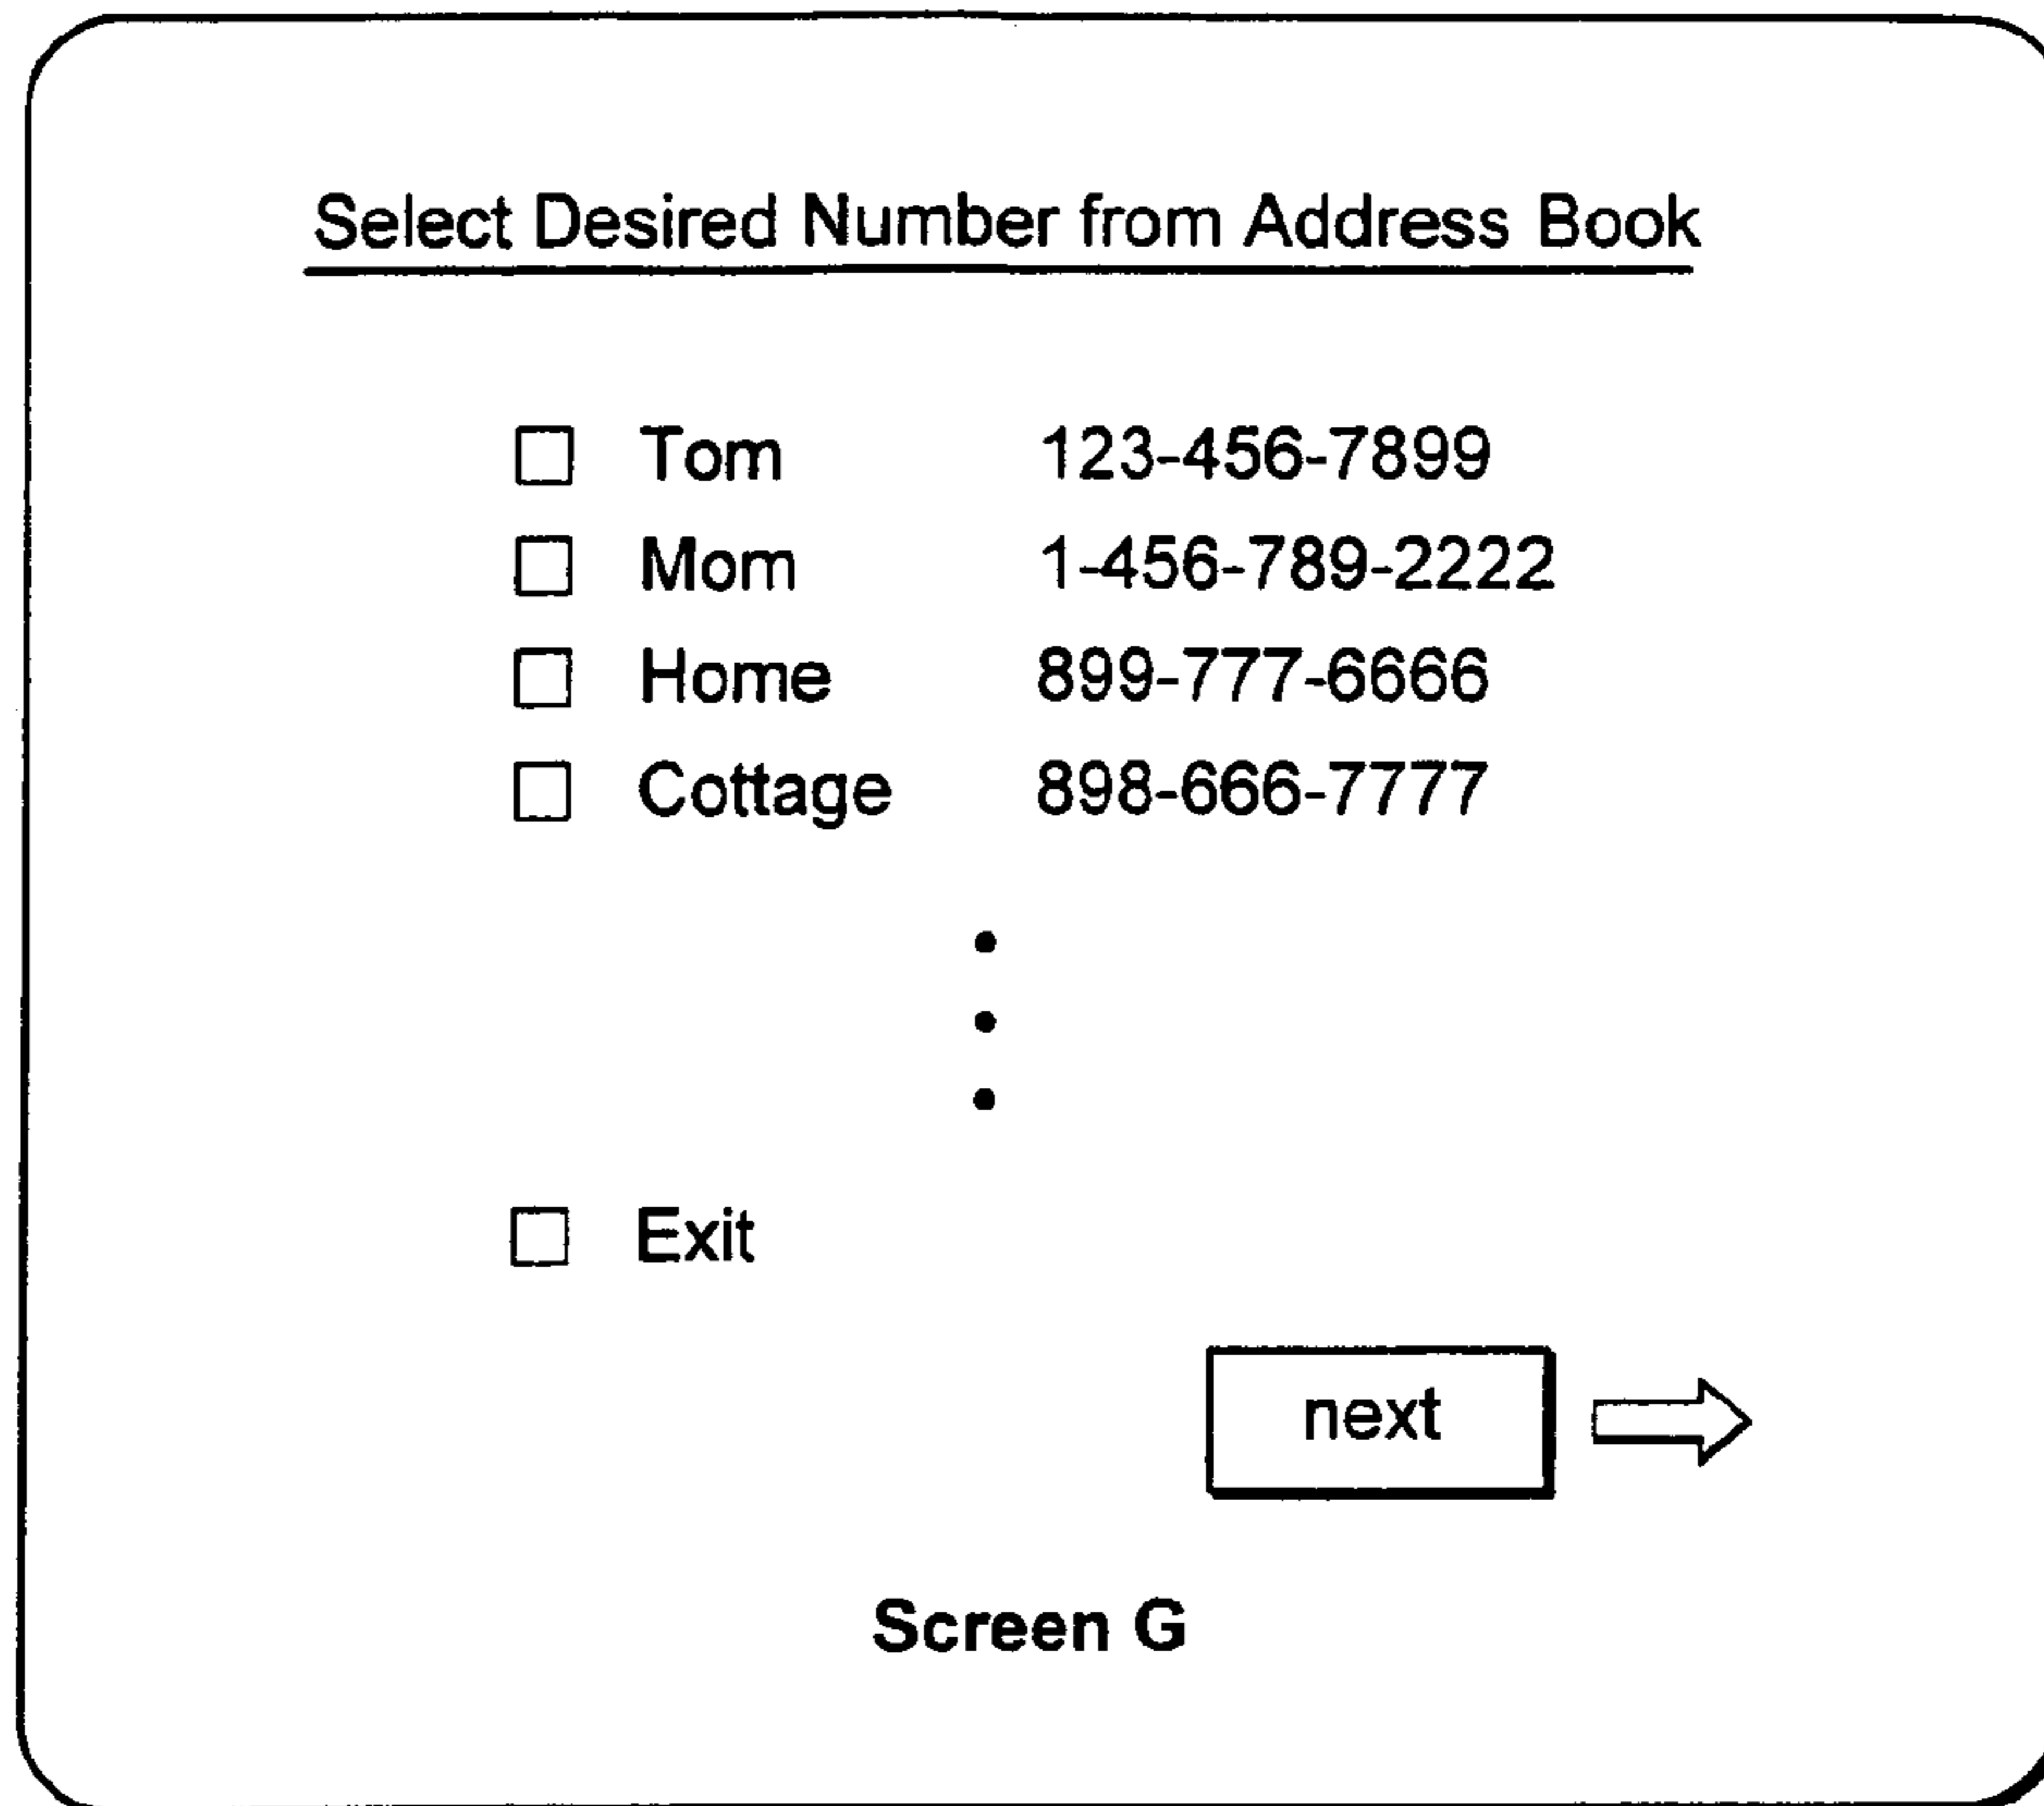 Select Desired Number from Address Book
Tom 123-456-7899
Mom 1-456-789-2222
Home 899-777-6666
Cottage 898-666-7777
Exit
next
Screen G